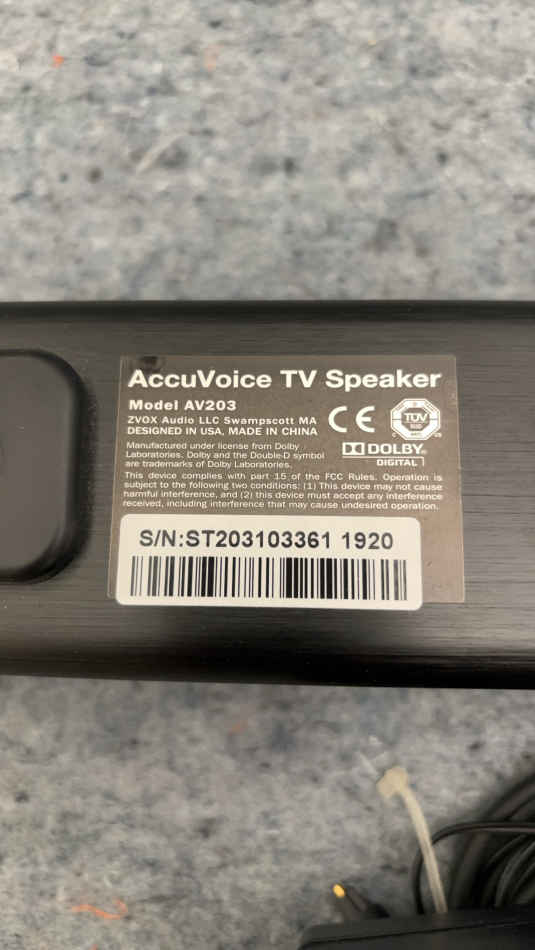 AccuVoice TV Speaker
Model AV203
ZVOX Audio LLC Swampscott MA
DESIGNED IN USA, MADE IN CHINA
CE
TÜV
DOLBY
DIGITAL
Manufactured under license from Dolby
Laboratories. Dolby and the Double-D symbol
are trademarks of Dolby Laboratories.
This device complies with part 15 of the FCC Rules. Operation is
subject to the following two conditions: (1) This device may not cause
harmful interference, and (2) this device must accept any interference
received, including interference that may cause undesired operation.
S/N:ST203103361 1920